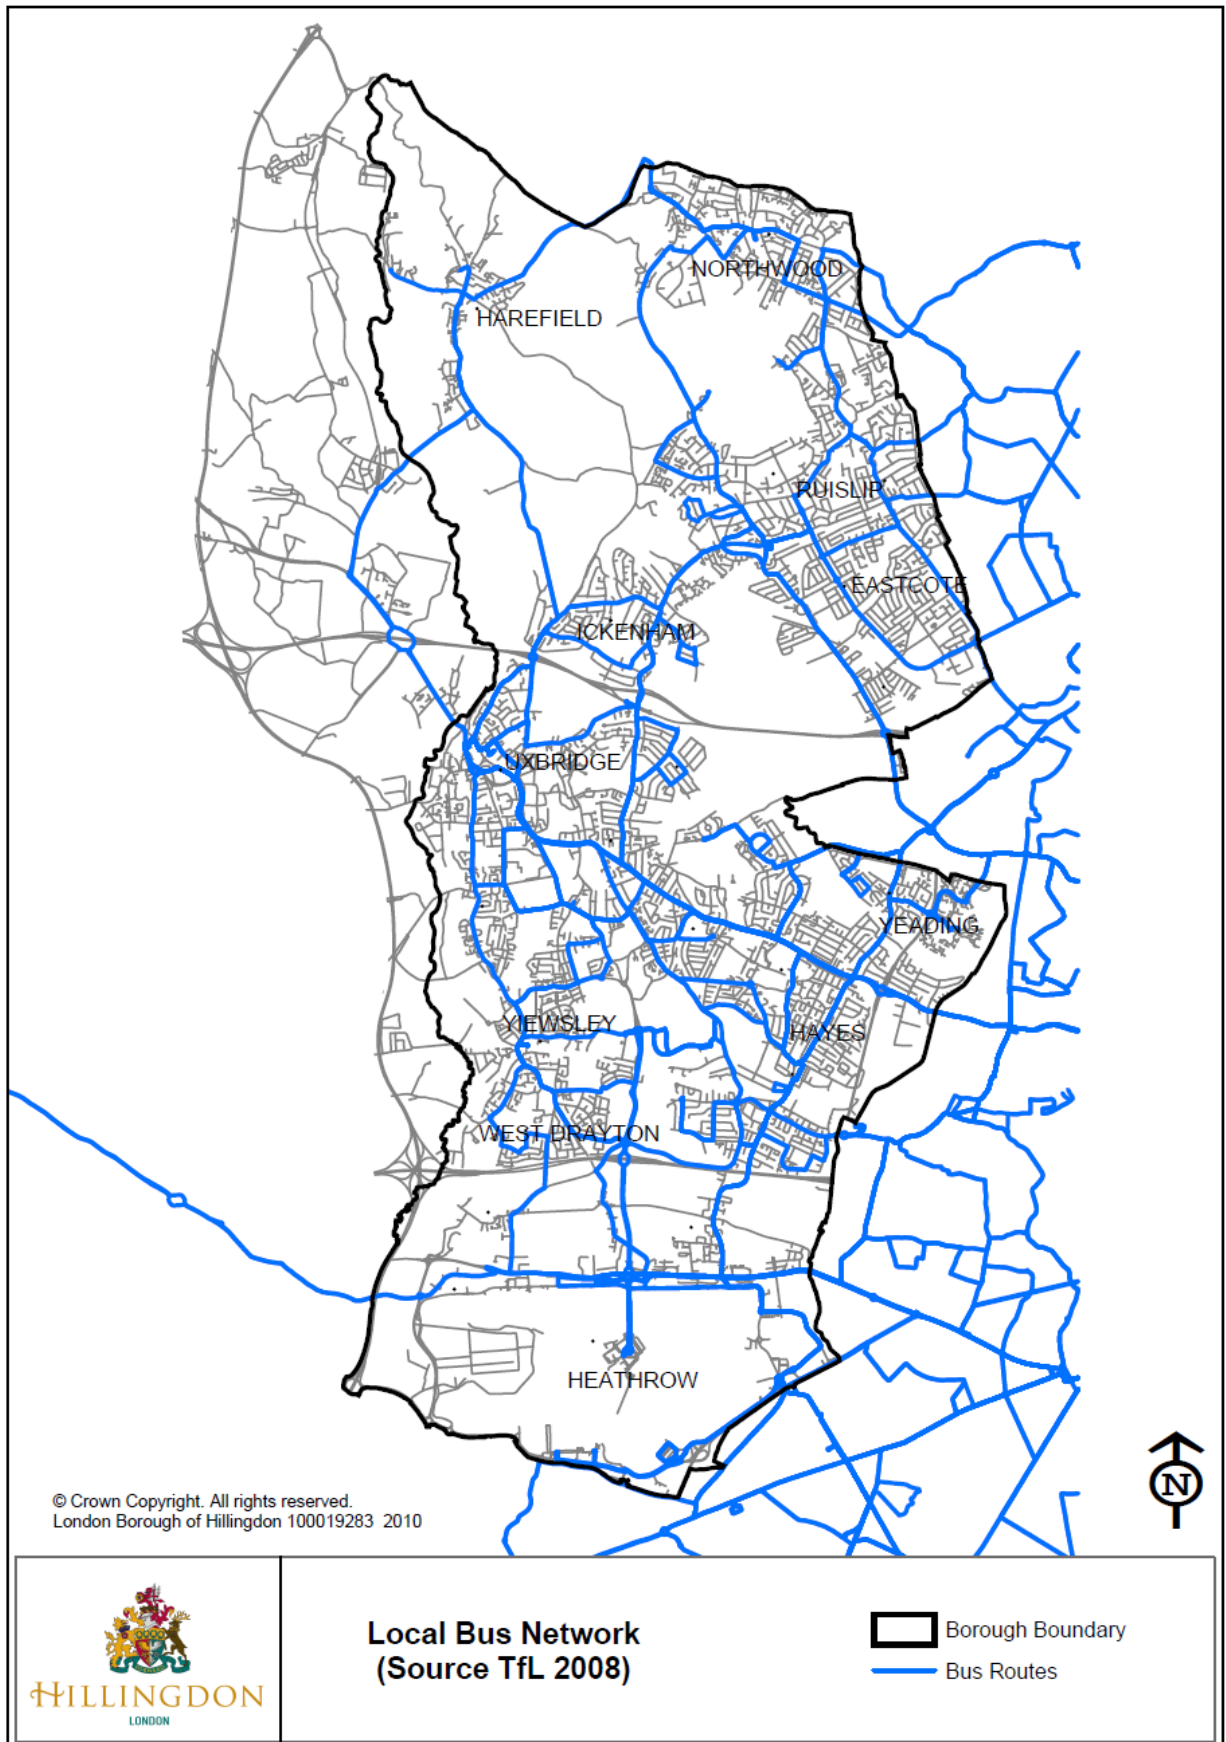 NORTHWOOD
HAREFIELD
RUISLIP
EASTCOTE
ICKENHAM
UXBRIDGE
YEADING
YIEWSLEY
HAYES
WEST DRAYTON
HEATHROW
N
© Crown Copyright. All rights reserved.
London Borough of Hillingdon 100019283 2010
HILLINGDON
LONDON
Local Bus Network
(Source TfL 2008)
Borough Boundary
Bus Routes